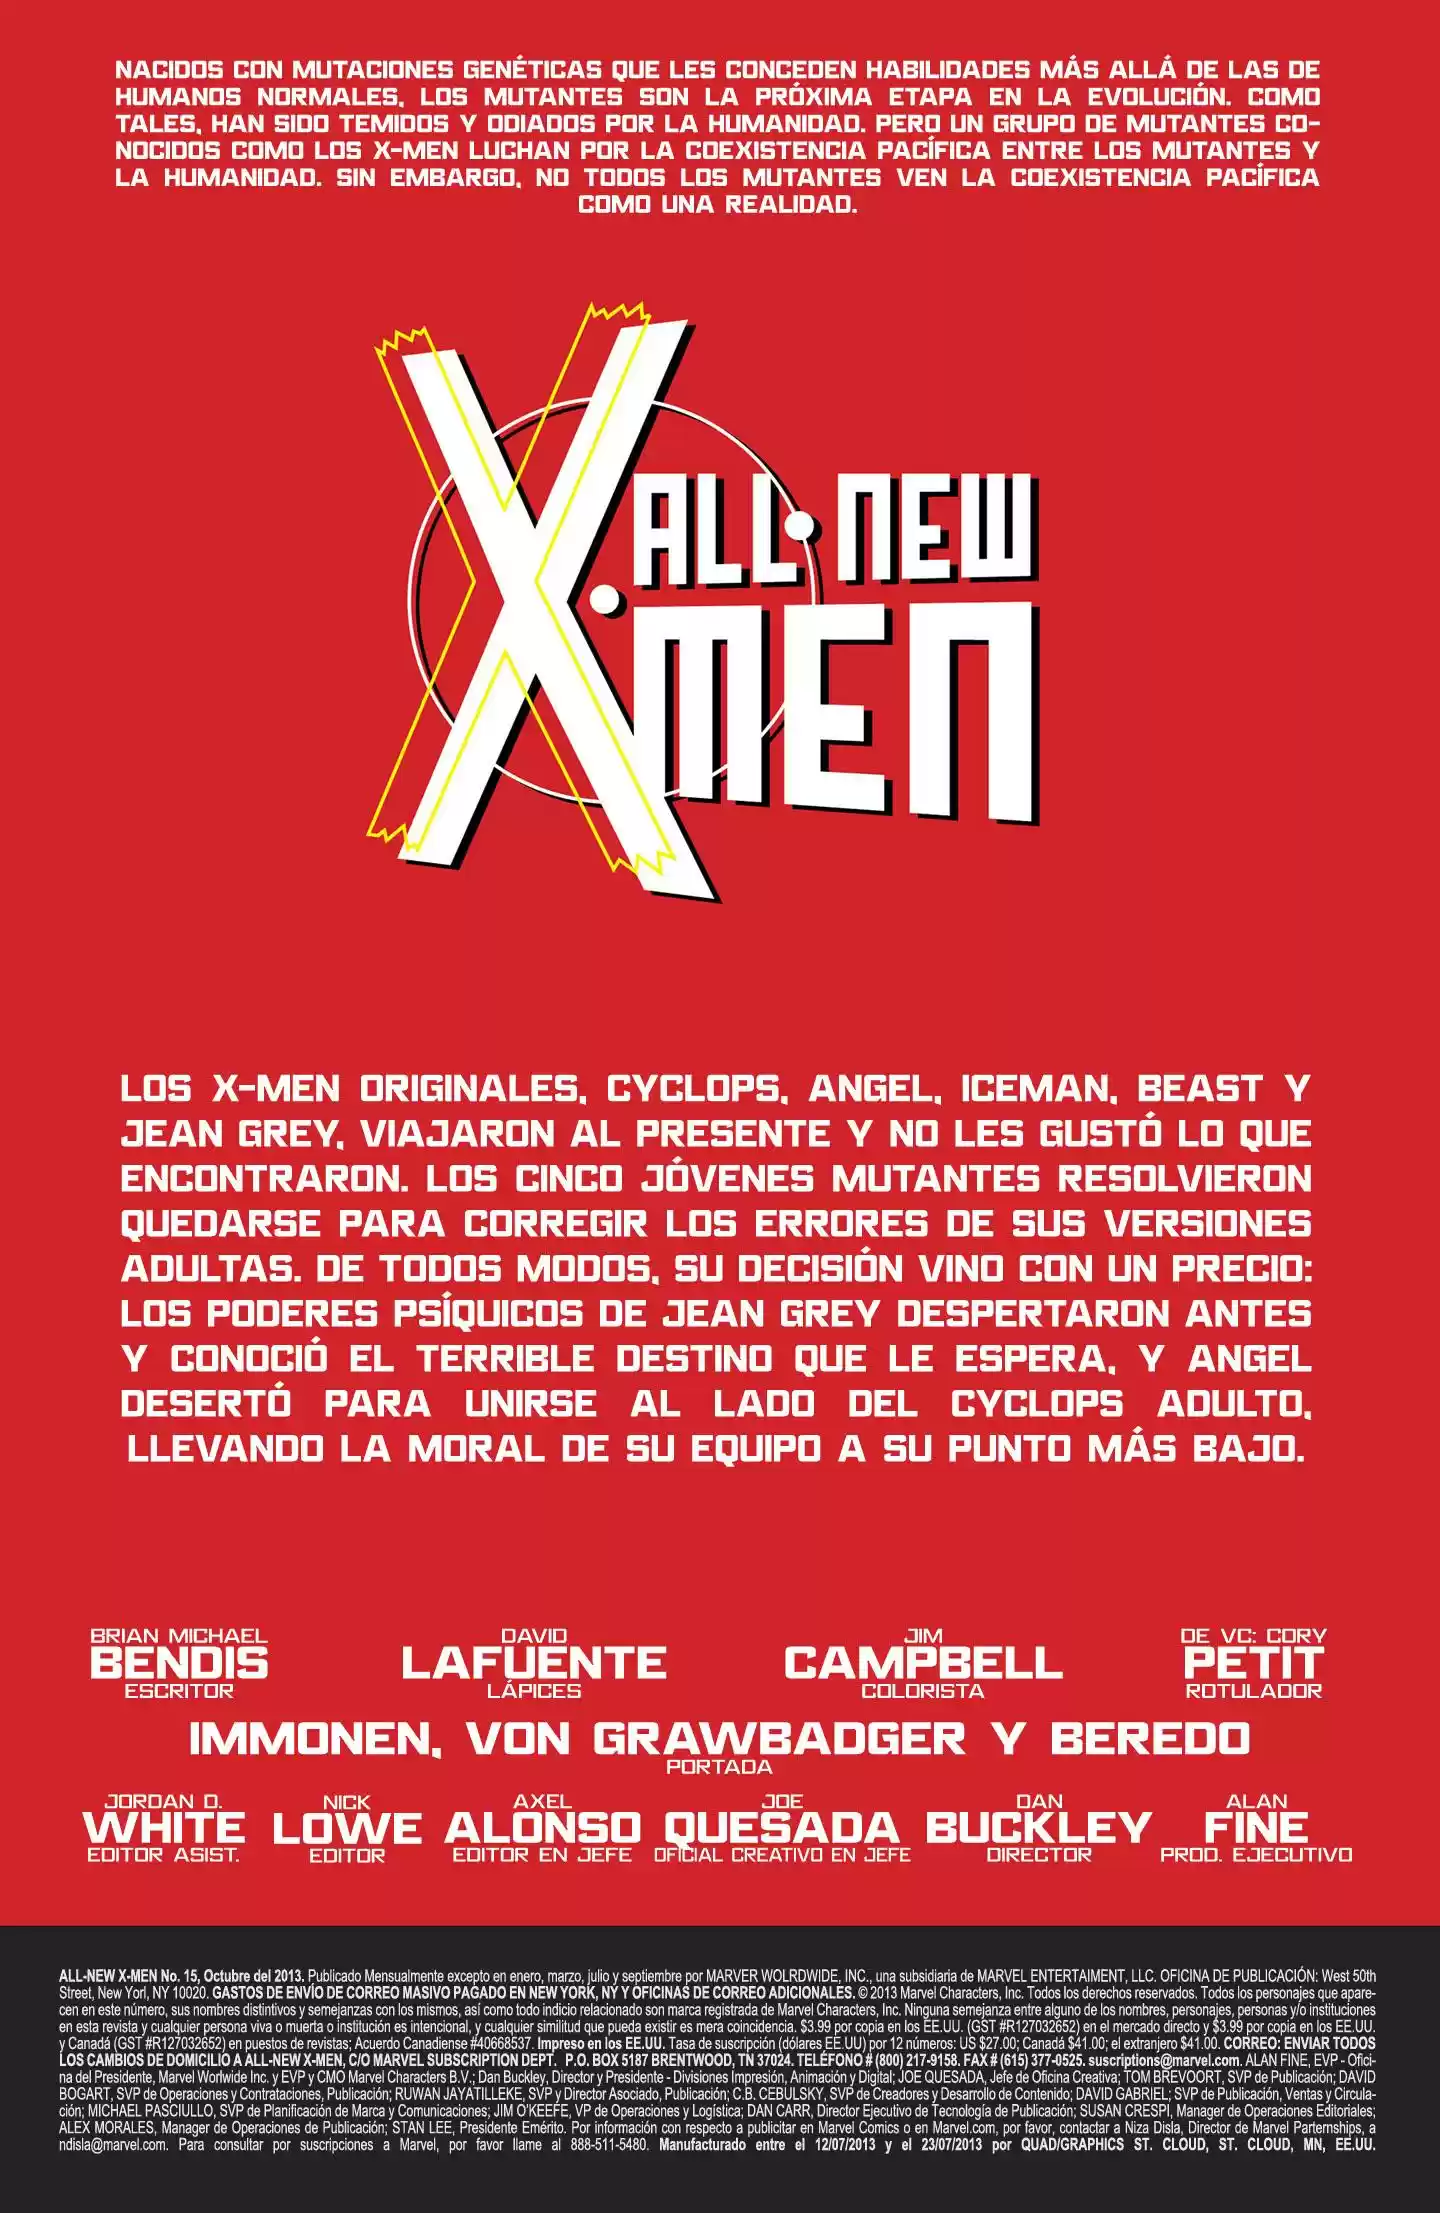 NACIDOS CON MUTACIONES GENÉTICAS QUE LES CONCEDEN HABILIDADES MÁS ALLÁ DE LAS DE
HUMANOS NORMALES, LOS MUTANTES SON LA PRÓXIMA ETAPA EN LA EVOLUCIÓN. COMO
TALES, HAN SIDO TEMIDOS Y ODIADOS POR LA HUMANIDAD. PERO UN GRUPO DE MUTANTES CO-
NOCIDOS COMO LOS X-MEN LUCHAN POR LA COEXISTENCIA PACÍFICA ENTRE LOS MUTANTES Y
LA HUMANIDAD. SIN EMBARGO, NO TODOS LOS MUTANTES VEN LA COEXISTENCIA PACÍFICA
COMO UNA REALIDAD.
ALL·NEW
X·MEN
LOS X-MEN ORIGINALES, CYCLOPS, ANGEL, ICEMAN, BEAST Y
JEAN GREY, VIAJARON AL PRESENTE Y NO LES GUSTÓ LO QUE
ENCONTRARON. LOS CINCO JÓVENES MUTANTES RESOLVIERON
QUEDARSE PARA CORREGIR LOS ERRORES DE SUS VERSIONES
ADULTAS. DE TODOS MODOS, SU DECISIÓN VINO CON UN PRECIO:
LOS PODERES PSÍQUICOS DE JEAN GREY DESPERTARON ANTES
Y CONOCIÓ EL TERRIBLE DESTINO QUE LE ESPERA, Y ANGEL
DESERTÓ PARA UNIRSE AL LADO DEL CYCLOPS ADULTO,
LLEVANDO LA MORAL DE SU EQUIPO A SU PUNTO MÁS BAJO.
BRIAN MICHAEL
BENDIS
ESCRITOR
DAVID
LAFUENTE
LÁPICES
JIM
CAMPBELL
COLORISTA
DE VC: CORY
PETIT
ROTULADOR
IMMONEN, VON GRAWBADGER Y BEREDO
PORTADA
JORDAN D.
WHITE
EDITOR ASIST.
NICK
LOWE
EDITOR
AXEL
ALONSO
EDITOR EN JEFE
JOE
QUESADA
OFICIAL CREATIVO EN JEFE
DAN
BUCKLEY
DIRECTOR
ALAN
FINE
PROD. EJECUTIVO
ALL-NEW X-MEN No. 15, Octubre del 2013. Publicado Mensualmente excepto en enero, marzo, julio y septiembre por MARVER WOLRDWIDE, INC., una subsidiaria de MARVEL ENTERTAIMENT, LLC. OFICINA DE PUBLICACIÓN: West 50th
Street, New Yorl, NY 10020. GASTOS DE ENVÍO DE CORREO MASIVO PAGADO EN NEW YORK, NY Y OFICINAS DE CORREO ADICIONALES. © 2013 Marvel Characters, Inc. Todos los derechos reservados. Todos los personajes que apare-
cen en este número, sus nombres distintivos y semejanzas con los mismos, así como todo indicio relacionado son marca registrada de Marvel Characters, Inc. Ninguna semejanza entre alguno de los nombres, personajes, personas y/o instituciones
en esta revista y cualquier persona viva o muerta o institución es intencional, y cualquier similitud que pueda existir es mera coincidencia. $3.99 por copia en los EE.UU. (GST #R127032652) en el mercado directo y $3.99 por copia en los EE.UU.
y Canadá (GST #R127032652) en puestos de revistas; Acuerdo Canadiense #40668537. Impreso en los EE.UU. Tasa de suscripción (dólares EE.UU) por 12 números: US $27.00; Canadá $41.00; el extranjero $41.00. CORREO: ENVIAR TODOS
LOS CAMBIOS DE DOMICILIO A ALL-NEW X-MEN, C/O MARVEL SUBSCRIPTION DEPT. P.O. BOX 5187 BRENTWOOD, TN 37024. TELÉFONO # (800) 217-9158. FAX # (615) 377-0525. suscriptions@marvel.com. ALAN FINE, EVP - Ofici-
na del Presidente, Marvel Worlwide Inc. y EVP y CMO Marvel Characters B.V.; Dan Buckley, Director y Presidente - Divisiones Impresión, Animación y Digital; JOE QUESADA, Jefe de Oficina Creativa; TOM BREVOORT, SVP de Publicación; DAVID
BOGART, SVP de Operaciones y Contrataciones, Publicación; RUWAN JAYATILLEKE, SVP y Director Asociado, Publicación; C.B. CEBULSKY, SVP de Creadores y Desarrollo de Contenido; DAVID GABRIEL; SVP de Publicación, Ventas y Circula-
ción; MICHAEL PASCIULLO, SVP de Planificación de Marca y Comunicaciones; JIM O'KEEFE, VP de Operaciones y Logística; DAN CARR, Director Ejecutivo de Tecnología de Publicación; SUSAN CRESPI, Manager de Operaciones Editoriales;
ALEX MORALES, Manager de Operaciones de Publicación; STAN LEE, Presidente Emérito. Por información con respecto a publicitar en Marvel Comics o en Marvel.com, por favor, contactar a Niza Disla, Director de Marvel Parternships, a
ndisla@marvel.com. Para consultar por suscripciones a Marvel, por favor llame al 888-511-5480. Manufacturado entre el 12/07/2013 y el 23/07/2013 por QUAD/GRAPHICS ST. CLOUD, ST. CLOUD, MN, EE.UU.